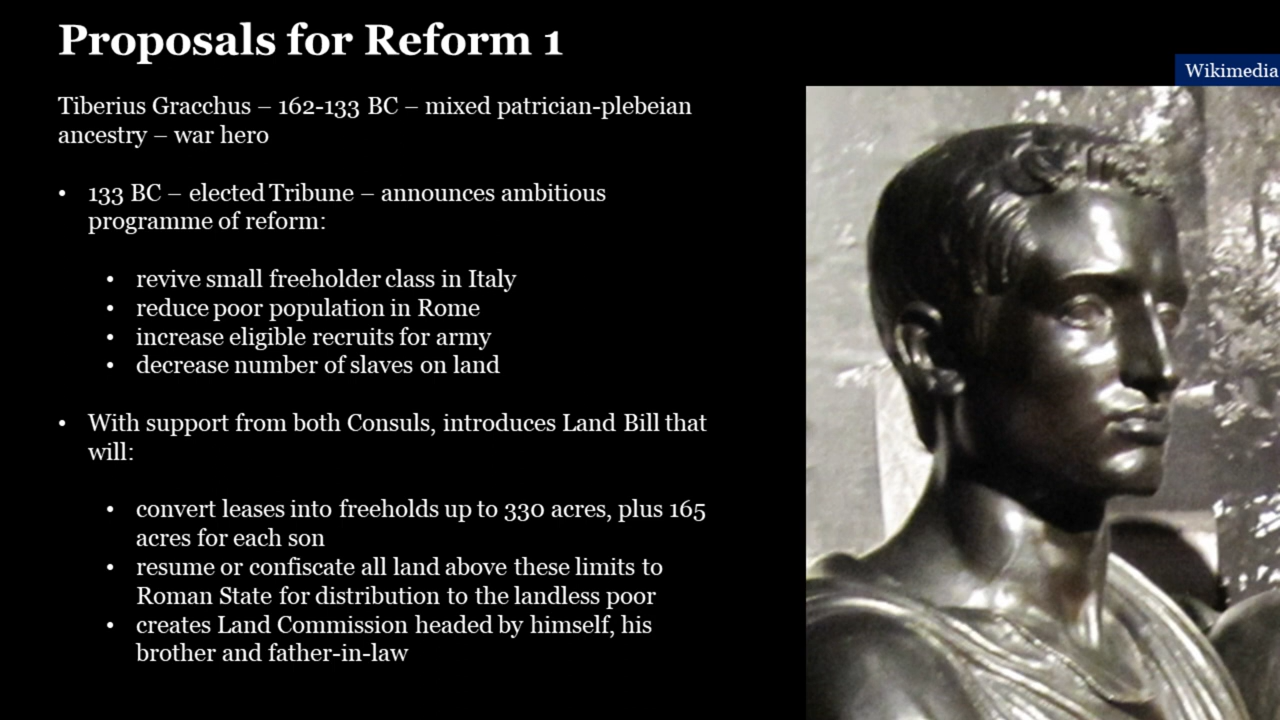 Proposals for Reform 1
Wikimedia
Tiberius Gracchus – 162-133 BC – mixed patrician-plebeian
ancestry – war hero
• 133 BC – elected Tribune – announces ambitious
programme of reform:
• revive small freeholder class in Italy
• reduce poor population in Rome
• increase eligible recruits for army
• decrease number of slaves on land
• With support from both Consuls, introduces Land Bill that
will:
• convert leases into freeholds up to 330 acres, plus 165
acres for each son
• resume or confiscate all land above these limits to
Roman State for distribution to the landless poor
• creates Land Commission headed by himself, his
brother and father-in-law